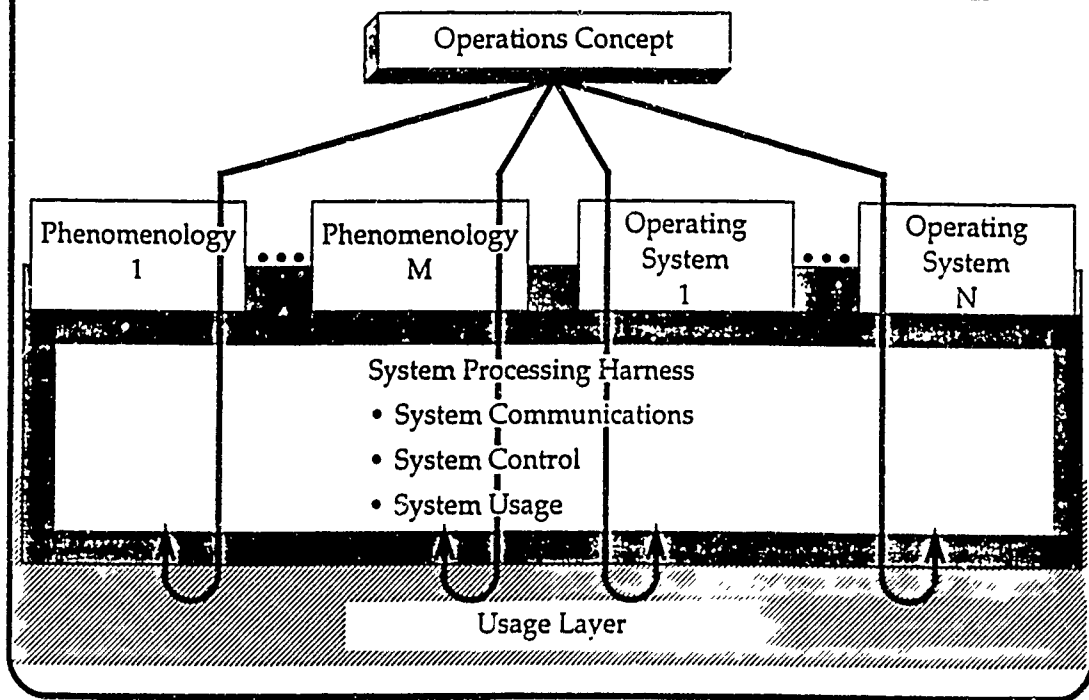 Operations Concept
Phenomenology
1
•••
Phenomenology
M
Operating
System
1
•••
Operating
System
N
System Processing Harness
• System Communications
• System Control
• System Usage
Usage Layer